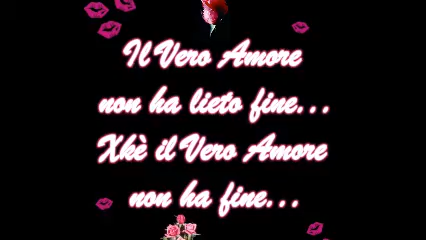 Il Vero Amore
non ha lieto fine...
Xkè il Vero Amore
non ha fine...